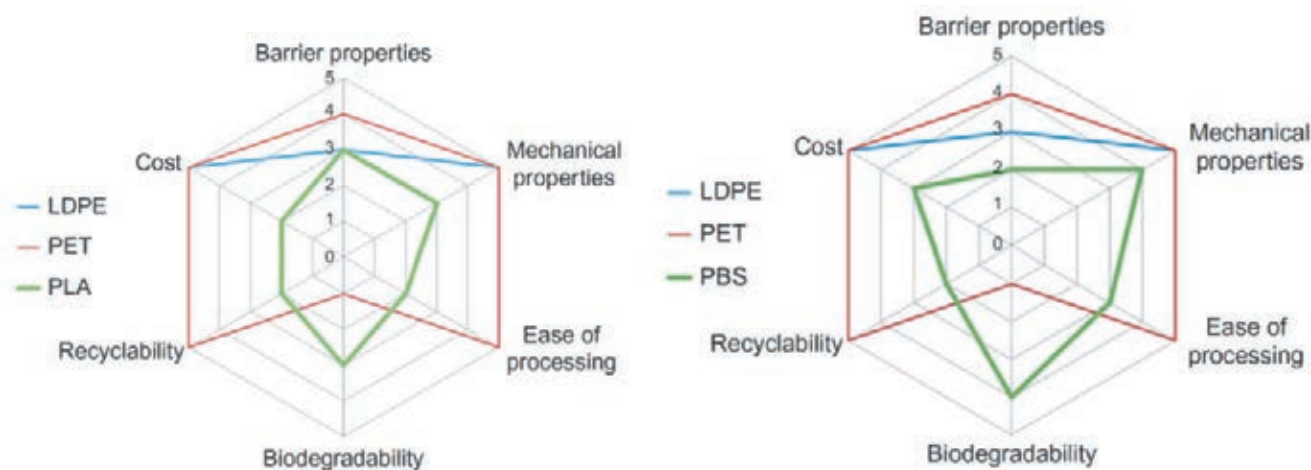 Barrier properties
5
4
3
2
1
0
Cost
Mechanical
properties
LDPE
PET
PLA
Recyclability
Ease of
processing
Biodegradability
Barrier properties
5
4
3
2
1
0
Cost
Mechanical
properties
LDPE
PET
PBS
Recyclability
Ease of
processing
Biodegradability